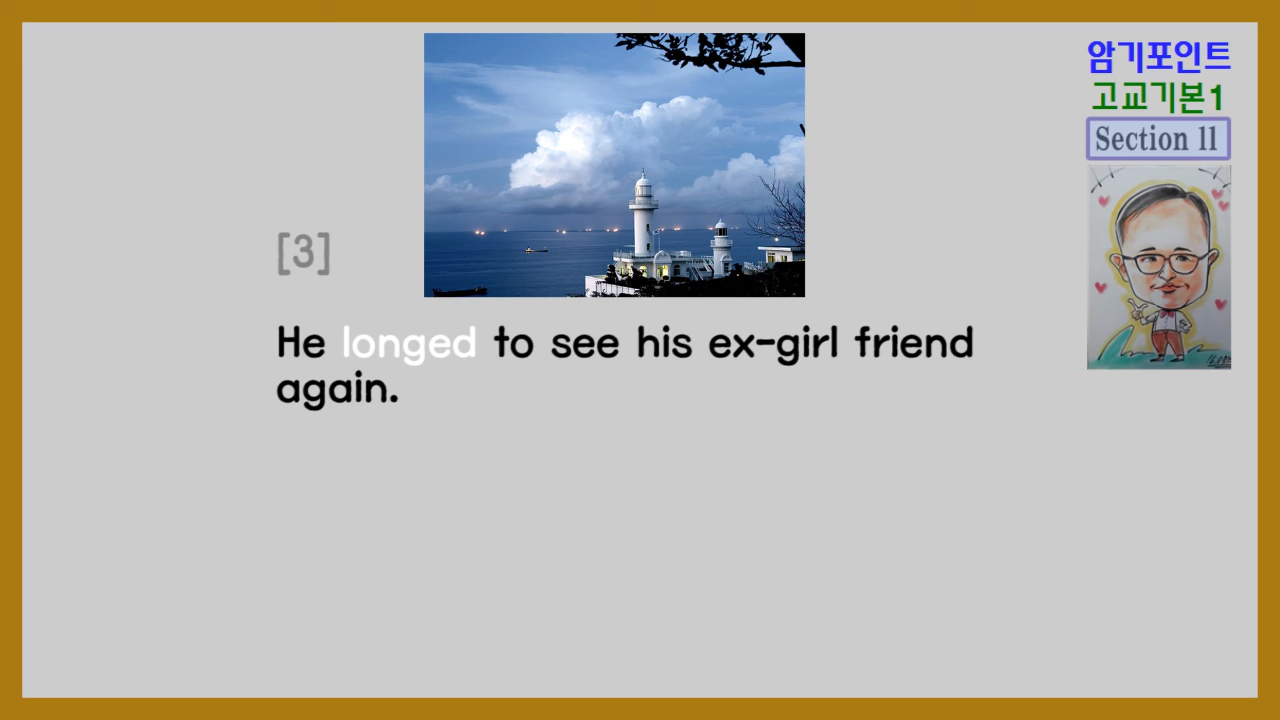 암기포인트
고교기본1
Section 11
[3]
He longed to see his ex-girl friend
again.